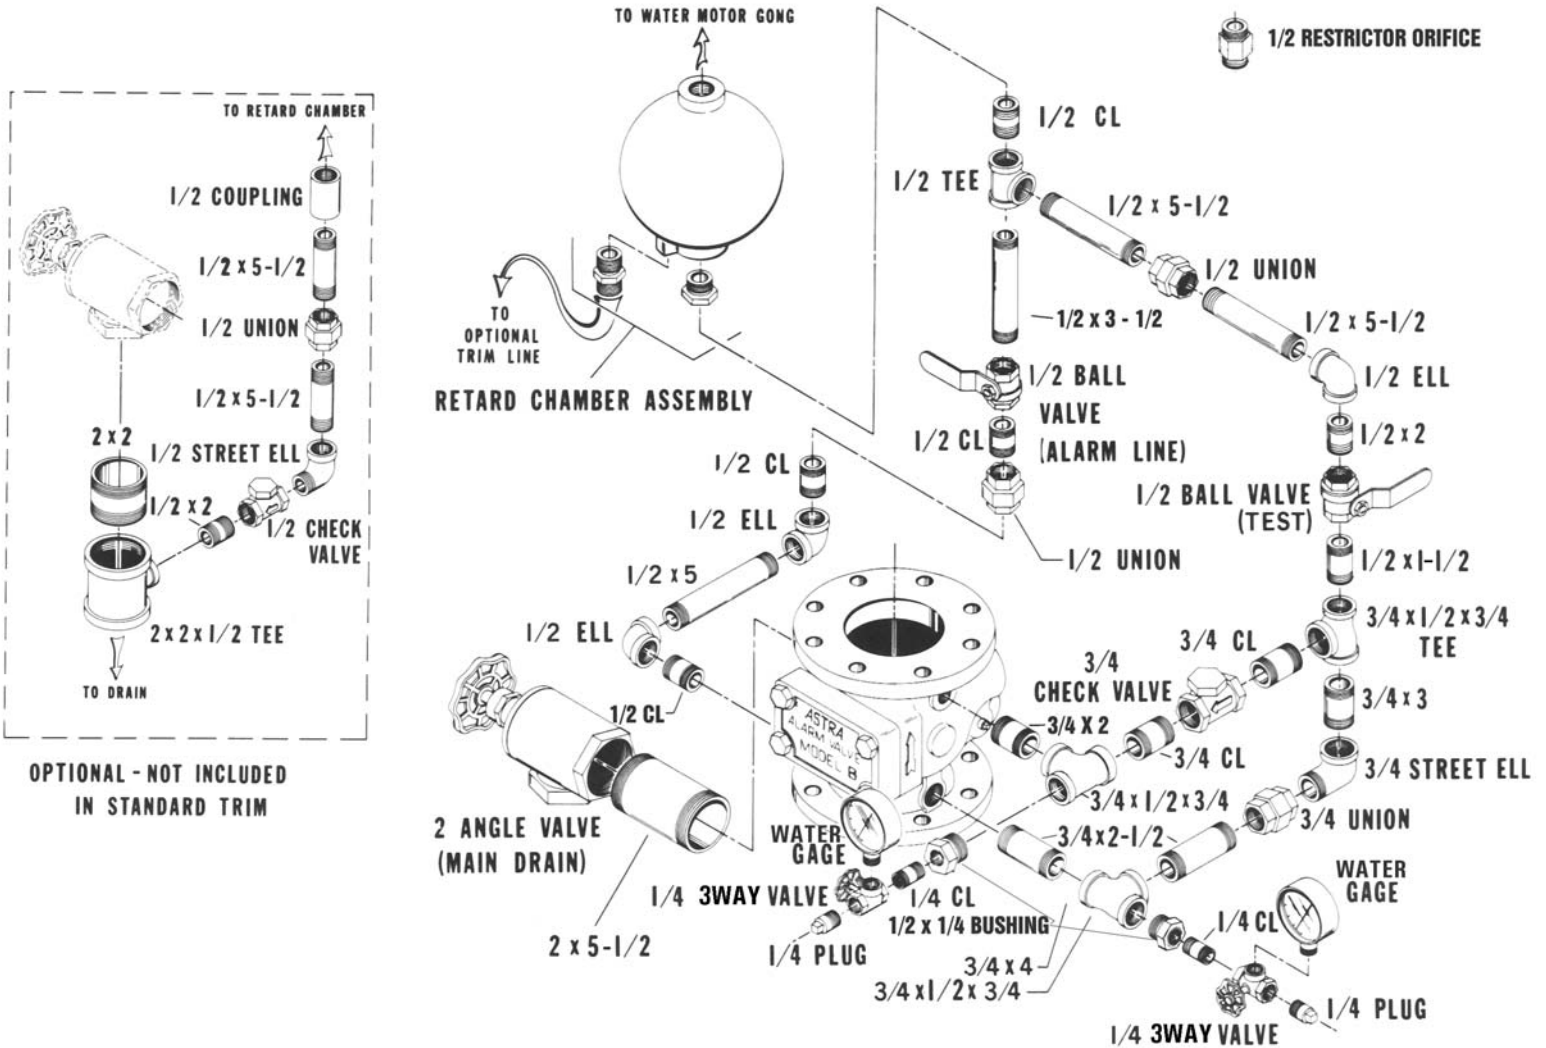 TO WATER MOTOR GONG
1/2 RESTRICTOR ORIFICE
TO RETARD CHAMBER
1/2 COUPLING
1/2 x 5-1/2
1/2 UNION
1/2 x 5-1/2
2 x 2
1/2 STREET ELL
1/2 x 2
1/2 CHECK
VALVE
2 x 2 x 1/2 TEE
TO DRAIN
OPTIONAL - NOT INCLUDED
IN STANDARD TRIM
TO
OPTIONAL
TRIM LINE
RETARD CHAMBER ASSEMBLY
1/2 CL
1/2 TEE
1/2 x 5-1/2
1/2 UNION
1/2 x 3 - 1/2
1/2 x 5-1/2
1/2 BALL
VALVE
(ALARM LINE)
1/2 ELL
1/2 CL
1/2 x 2
1/2 CL
1/2 BALL VALVE
(TEST)
1/2 ELL
1/2 UNION
1/2 x 1-1/2
1/2 x 5
1/2 ELL
3/4 x 1/2 x 3/4
TEE
3/4 CL
3/4
CHECK VALVE
1/2 CL
3/4 x 3
ASTRA
ALARM VALVE
MODEL B
3/4 X 2
3/4 CL
3/4 STREET ELL
3/4 x 1/2 x 3/4
3/4 UNION
2 ANGLE VALVE
(MAIN DRAIN)
WATER
GAGE
3/4 x 2-1/2
WATER
GAGE
1/4 3WAY VALVE
1/4 CL
1/2 x 1/4 BUSHING
1/4 CL
2 x 5-1/2
1/4 PLUG
3/4 x 4
3/4 x 1/2 x 3/4
1/4 PLUG
1/4 3WAY VALVE